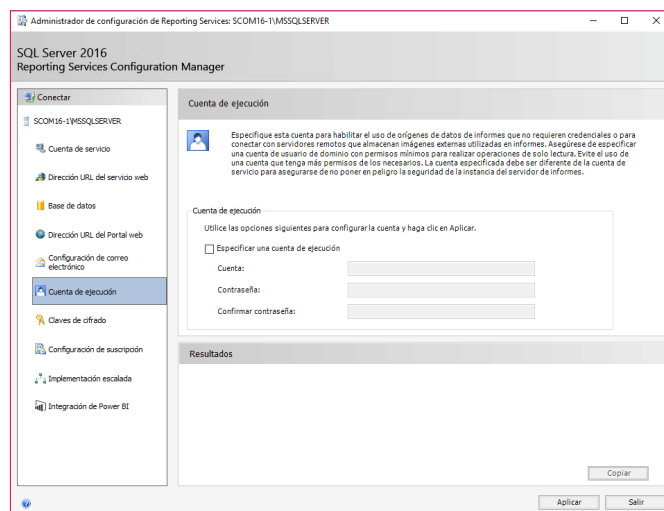 Administrador de configuración de Reporting Services: SCOM16-1\MSSQLSERVER
SQL Server 2016
Reporting Services Configuration Manager
Conectar
SCOM16-1\MSSQLSERVER
Cuenta de servicio
Dirección URL del servicio web
Base de datos
Dirección URL del Portal web
Configuración de correo
electrónico
Cuenta de ejecución
Claves de cifrado
Configuración de suscripción
Implementación escalada
Integración de Power BI
Cuenta de ejecución
Especifique esta cuenta para habilitar el uso de orígenes de datos de informes que no requieren credenciales o para
conectar con servidores remotos que almacenan imágenes externas utilizadas en informes. Asegúrese de especificar
una cuenta de usuario de dominio con permisos mínimos para realizar operaciones de solo lectura. Evite el uso de
una cuenta que tenga más permisos de los necesarios. La cuenta especificada debe ser diferente de la cuenta de
servicio para asegurarse de no poner en peligro la seguridad de la instancia del servidor de informes.
Cuenta de ejecución
Utilice las opciones siguientes para configurar la cuenta y haga clic en Aplicar.
Especificar una cuenta de ejecución
Cuenta:
Contraseña:
Confirmar contraseña:
Resultados
Copiar
Aplicar
Salir